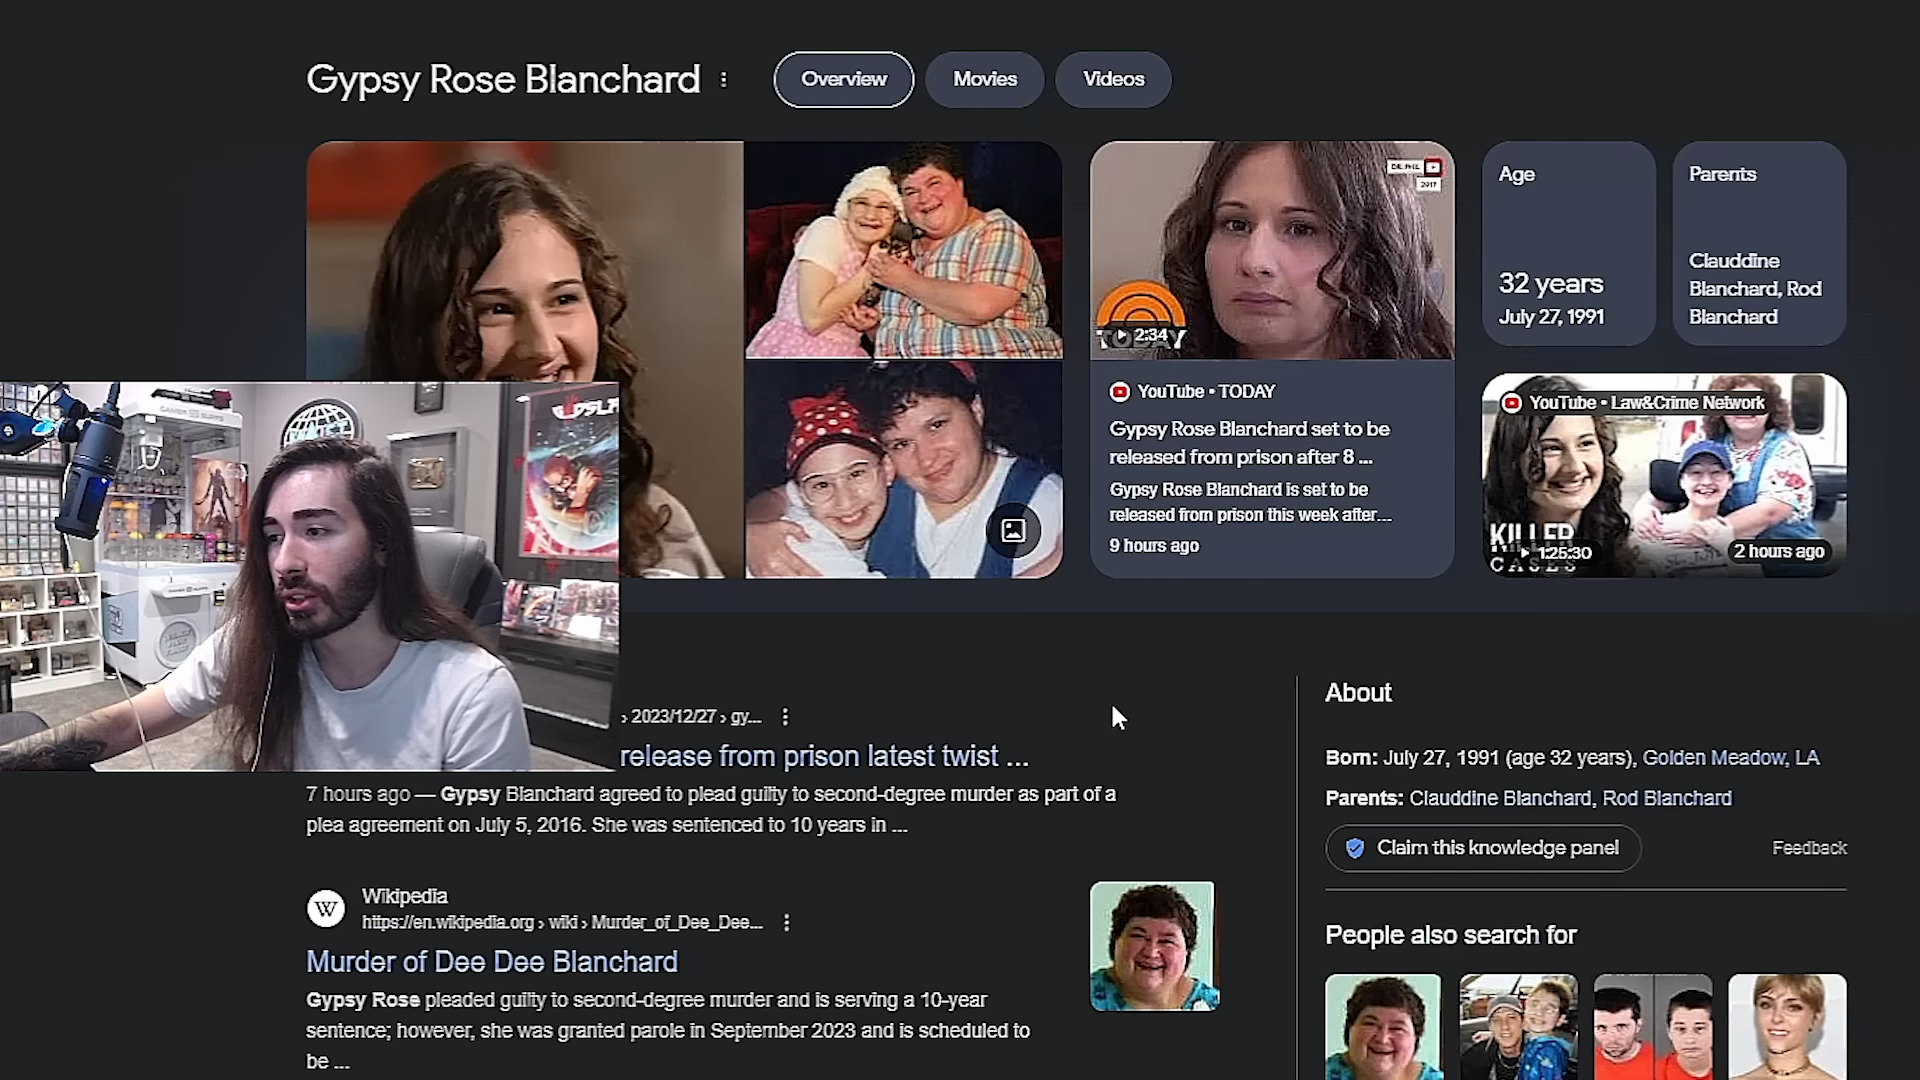 Gypsy Rose Blanchard
Overview
Movies
Videos
DR. PHIL
2017
TODAY
2:34
YouTube • TODAY
Gypsy Rose Blanchard set to be
released from prison after 8 ...
Gypsy Rose Blanchard is set to be
released from prison this week after...
9 hours ago
Age
32 years
July 27, 1991
Parents
Clauddine
Blanchard, Rod
Blanchard
YouTube • Law&Crime Network
KILLER
CASES
1:25:30
2 hours ago
› 2023/12/27 › gy...
release from prison latest twist ...
7 hours ago — Gypsy Blanchard agreed to plead guilty to second-degree murder as part of a
plea agreement on July 5, 2016. She was sentenced to 10 years in ...
W
Wikipedia
https://en.wikipedia.org › wiki › Murder_of_Dee_Dee...
Murder of Dee Dee Blanchard
Gypsy Rose pleaded guilty to second-degree murder and is serving a 10-year
sentence; however, she was granted parole in September 2023 and is scheduled to
be ...
About
Born: July 27, 1991 (age 32 years), Golden Meadow, LA
Parents: Clauddine Blanchard, Rod Blanchard
Claim this knowledge panel
Feedback
People also search for